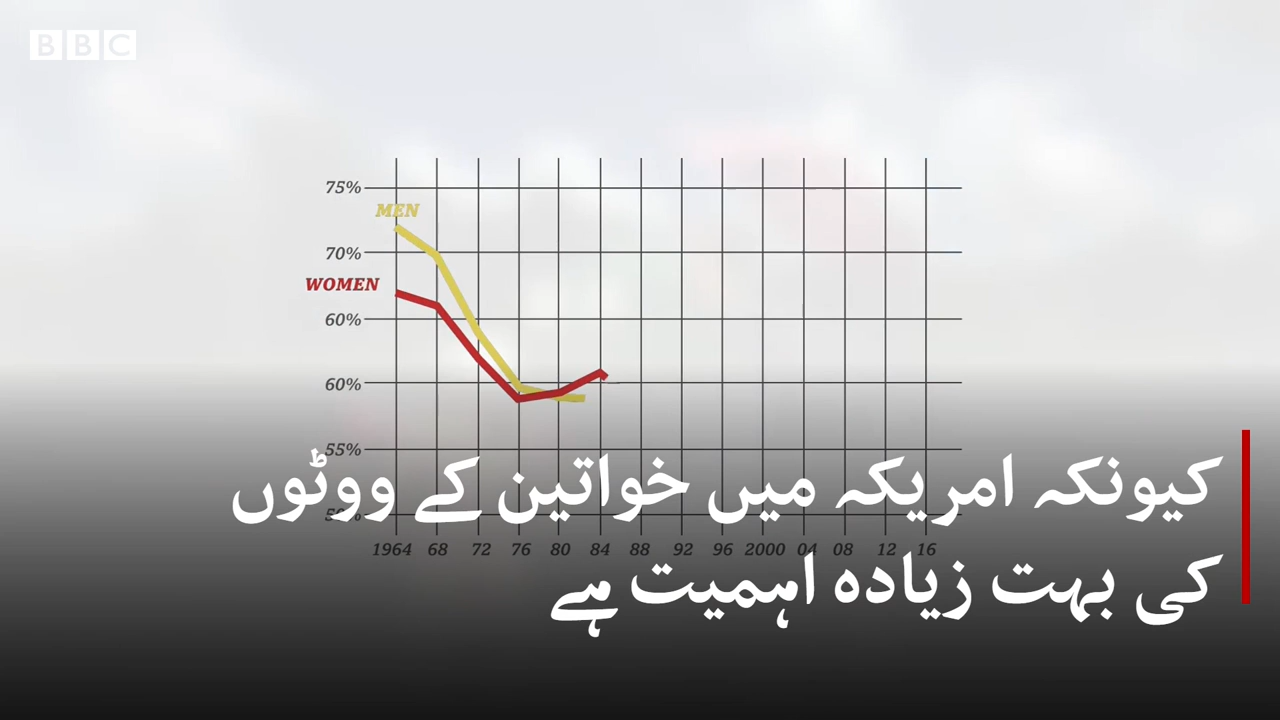 BBC
75%
MEN
70%
WOMEN
60%
60%
55%
50%
1964 68 72 76 80 84 88 92 96 2000 04 08 12 16
کیونکہ امریکہ میں خواتین کے ووٹوں
کی بہت زیادہ اہمیت ہے